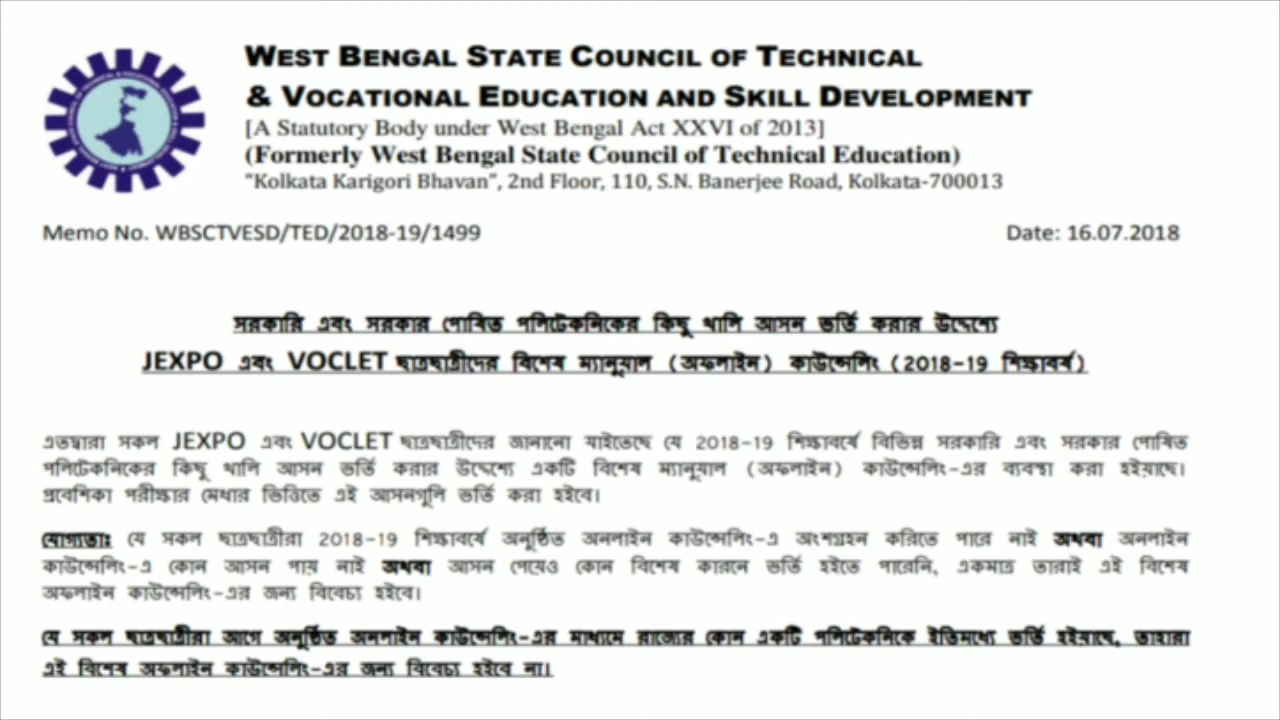 WEST BENGAL STATE COUNCIL OF TECHNICAL
& VOCATIONAL EDUCATION AND SKILL DEVELOPMENT
[A Statutory Body under West Bengal Act XXVI of 2013]
(Formerly West Bengal State Council of Technical Education)
"Kolkata Karigori Bhavan", 2nd Floor, 110, S.N. Banerjee Road, Kolkata-700013
Memo No. WBSCTVESD/TED/2018-19/1499 Date: 16.07.2018
সরকারি এবং সরকার পোষিত পলিটেকনিকের কিছু খালি আসন ভর্তি করার উদ্দেশ্যে
JEXPO এবং VOCLET ছাত্রছাত্রীদের বিশেষ ম্যানুয়াল (অফলাইন) কাউন্সেলিং (2018-19 শিক্ষাবর্ষ)
এতদ্বারা সকল JEXPO এবং VOCLET ছাত্রছাত্রীদের জানানো যাইতেছে যে 2018-19 শিক্ষাবর্ষে বিভিন্ন সরকারি এবং সরকার পোষিত
পলিটেকনিকের কিছু খালি আসন ভর্তি করার উদ্দেশ্যে একটি বিশেষ ম্যানুয়াল (অফলাইন) কাউন্সেলিং-এর ব্যবস্থা করা হইয়াছে।
প্রবেশিকা পরীক্ষার মেধার ভিত্তিতে এই আসনগুলি ভর্তি করা হইবে।
যোগ্যতাঃ যে সকল ছাত্রছাত্রীরা 2018-19 শিক্ষাবর্ষে অনুষ্ঠিত অনলাইন কাউন্সেলিং-এ অংশগ্রহন করিতে পারে নাই অথবা অনলাইন
কাউন্সেলিং-এ কোন আসন পায় নাই অথবা আসন পেয়েও কোন বিশেষ কারনে ভর্তি হইতে পারেনি, একমাত্র তারাই এই বিশেষ
অফলাইন কাউন্সেলিং-এর জন্য বিবেচ্য হইবে।
যে সকল ছাত্রছাত্রীরা আগে অনুষ্ঠিত অনলাইন কাউন্সেলিং-এর মাধ্যমে রাজ্যের কোন একটি পলিটেকনিকে ইতিমধ্যে ভর্তি হইয়াছে, তাহারা
এই বিশেষ অফলাইন কাউন্সেলিং-এর জন্য বিবেচ্য হইবে না।